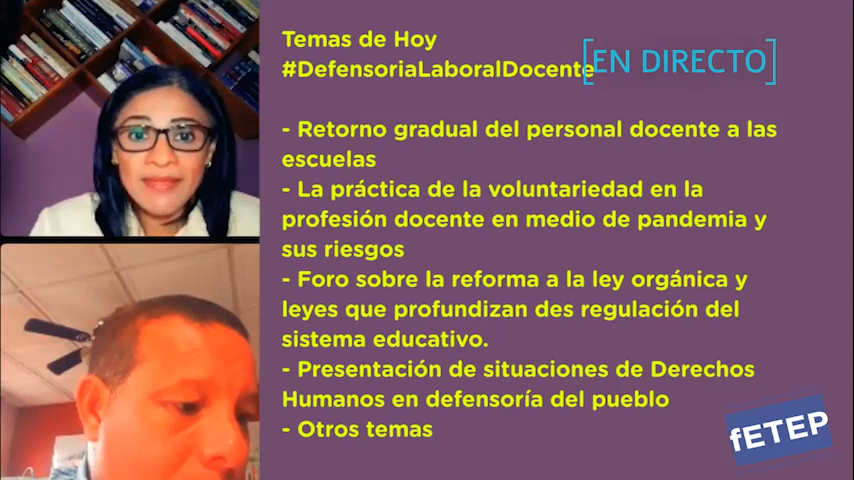 Temas de Hoy
#DefensoriaLaboralDocente
[EN DIRECTO]
- Retorno gradual del personal docente a las
escuelas
- La práctica de la voluntariedad en la
profesión docente en medio de pandemia y
sus riesgos
- Foro sobre la reforma a la ley orgánica y
leyes que profundizan des regulación del
sistema educativo.
- Presentación de situaciones de Derechos
Humanos en defensoría del pueblo
- Otros temas
fETEP